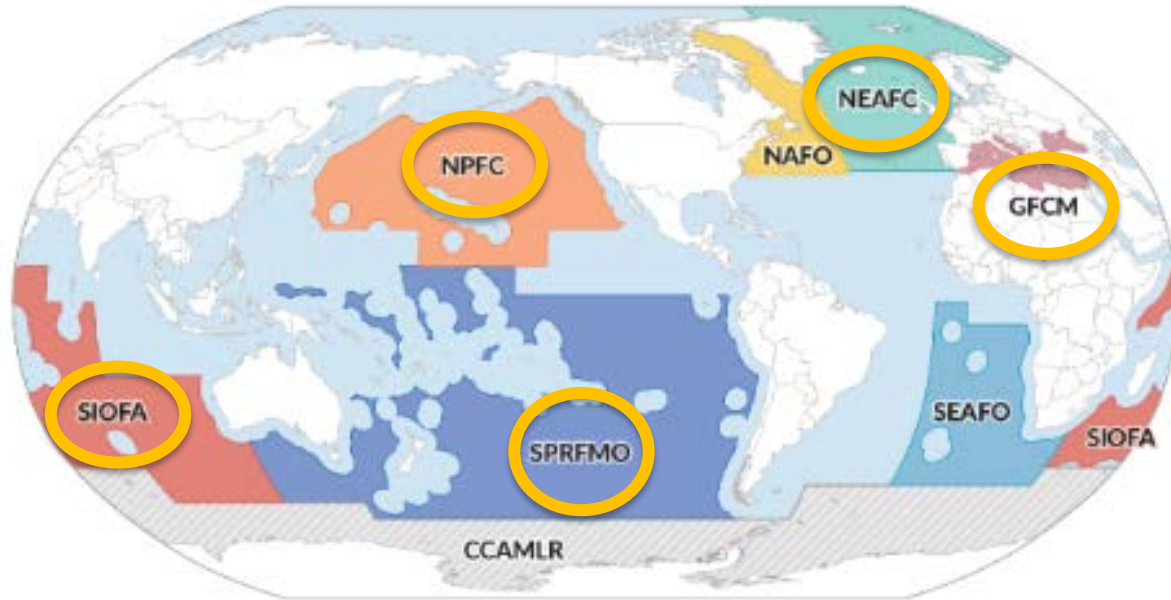 NEAFC
NAFO
NPFC
GFCM
SIOFA
SEAFO
SPRFMO
SIOFA
CCAMLR